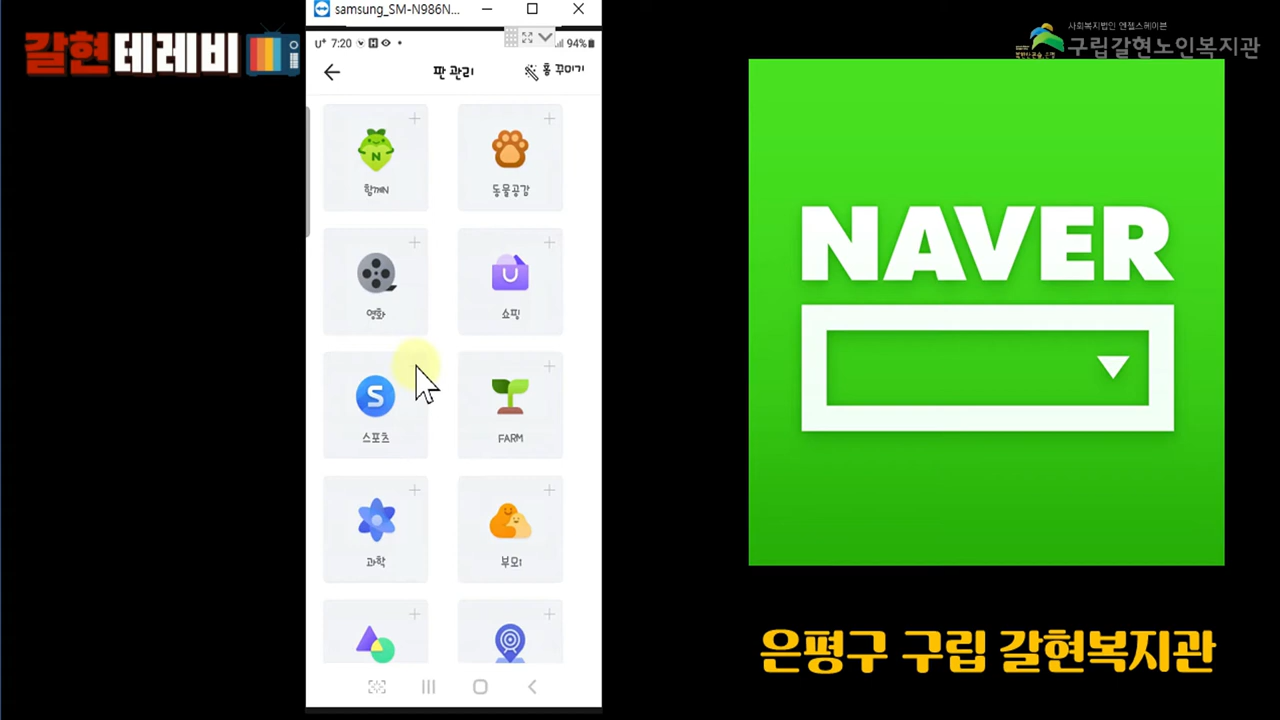 갈현테레비
samsung_SM-N986N...
U+ 7:20
94%
판 관리
홈 꾸미기
함께N
동물공감
영화
쇼핑
스포츠
FARM
과학
부모i
사회복지법인 엔젤스헤이븐
구립갈현노인복지관
NAVER
은평구 구립 갈현복지관